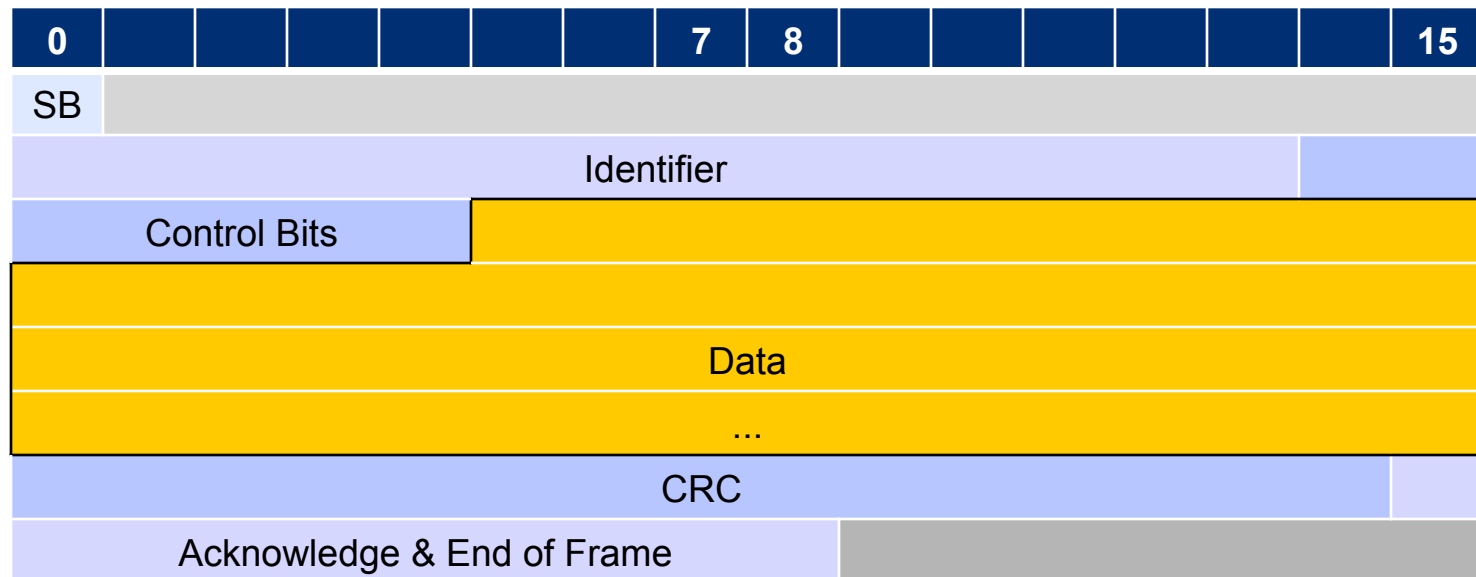 0 7 8 15
SB
Identifier
Control Bits
Data
...
CRC
Acknowledge & End of Frame